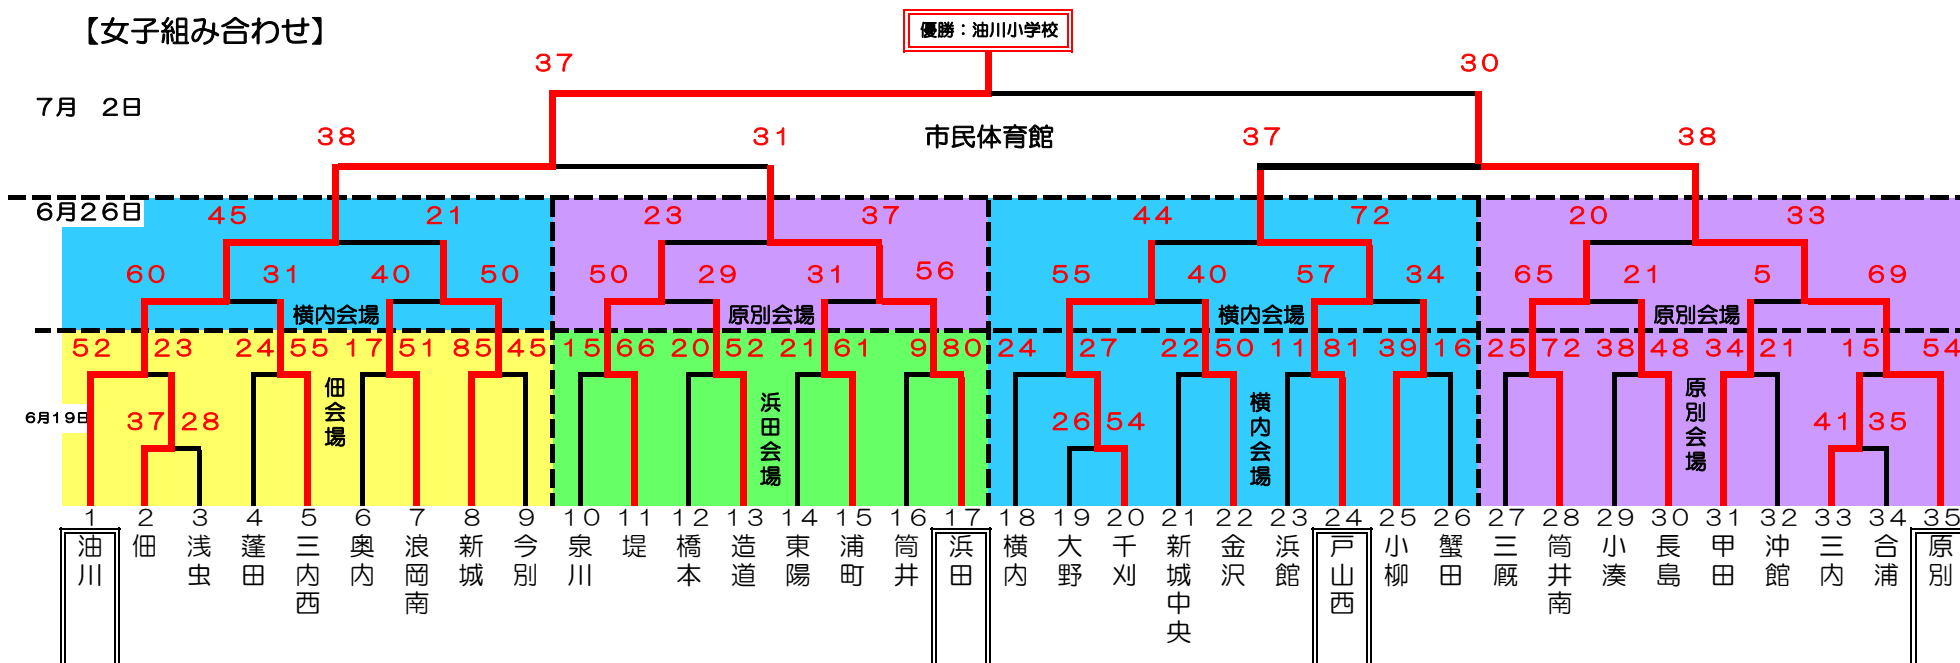 【女子組み合わせ】
優勝：油川小学校
37 30
7月 2日
38 31 市民体育館 37 38
6月26日
45 21 23 37 44 72 20 33
60 31 40 50 50 29 31 56 55 40 57 34 65 21 5 69
横内会場 原別会場 横内会場 原別会場
52 23 24 55 17 51 85 45 15 66 20 52 21 61 9 80 24 27 22 50 11 81 39 16 25 72 38 48 34 21 15 54
佃会場
浜田会場
横内会場
原別会場
6月19日
37 28 26 54 41 35
1 2 3 4 5 6 7 8 9 10 11 12 13 14 15 16 17 18 19 20 21 22 23 24 25 26 27 28 29 30 31 32 33 34 35
油川
佃
浅虫
蓬田
三内西
奥内
浪岡南
新城
今別
泉川
堤
橋本
造道
東陽
浦町
筒井
浜田
横内
大野
千刈
新城中央
金沢
浜館
戸山西
小柳
蟹田
三厩
筒井南
小湊
長島
甲田
沖館
三内
合浦
原別